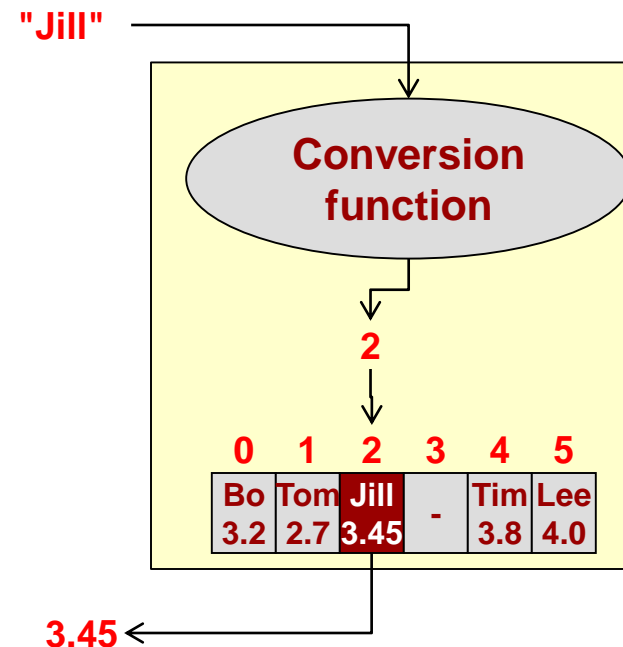 "Jill"
Conversion
function
2
0 1 2 3 4 5
Bo Tom Jill - Tim Lee
3.2 2.7 3.45 3.8 4.0
3.45